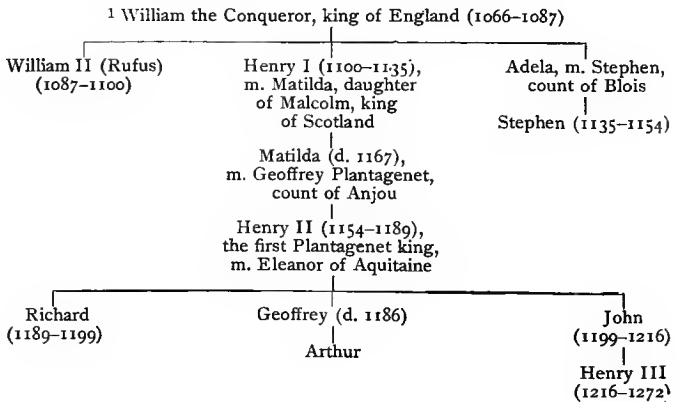 1 William the Conqueror, king of England (1066–1087)
William II (Rufus)
(1087–1100)
Henry I (1100–1135),
m. Matilda, daughter
of Malcolm, king
of Scotland
Adela, m. Stephen,
count of Blois
Stephen (1135–1154)
Matilda (d. 1167),
m. Geoffrey Plantagenet,
count of Anjou
Henry II (1154–1189),
the first Plantagenet king,
m. Eleanor of Aquitaine
Richard
(1189–1199)
Geoffrey (d. 1186)
Arthur
John
(1199–1216)
Henry III
(1216–1272)